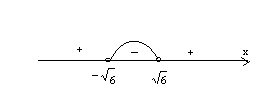 + − + x
−√6 √6